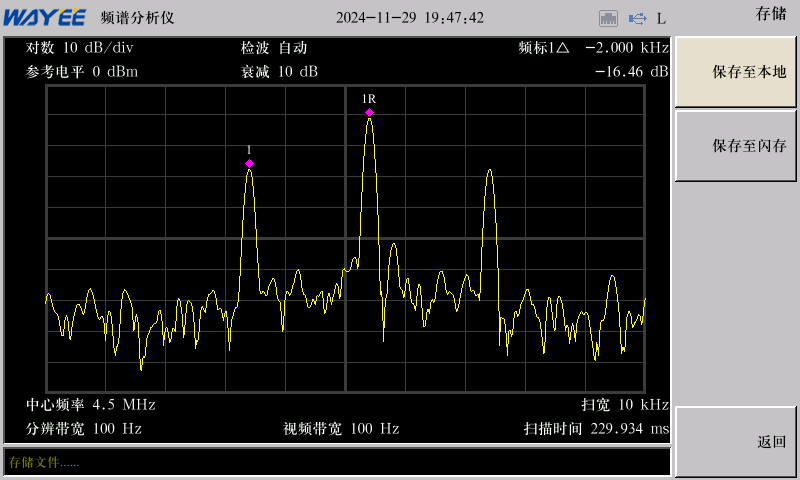 WAYEE 频谱分析仪 2024-11-29 19:47:42 L 存储
对数 10 dB/div 检波 自动 频标1△ -2.000 kHz
参考电平 0 dBm 衰减 10 dB -16.46 dB
保存至本地
1R
1
保存至闪存
中心频率 4.5 MHz 扫宽 10 kHz
分辨带宽 100 Hz 视频带宽 100 Hz 扫描时间 229.934 ms
返回
存储文件......